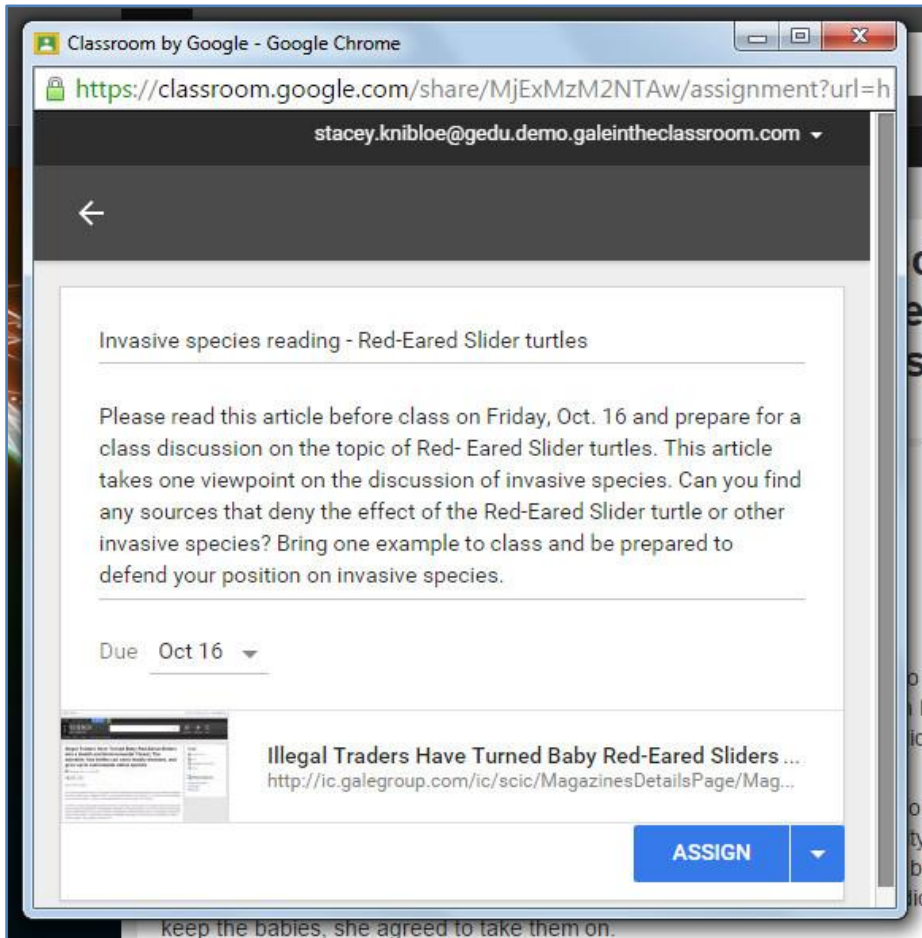 Classroom by Google - Google Chrome
https://classroom.google.com/share/MjExMzM2NTAw/assignment?url=h
stacey.knibloe@gedu.demo.galeintheclassroom.com
Invasive species reading - Red-Eared Slider turtles
Please read this article before class on Friday, Oct. 16 and prepare for a
class discussion on the topic of Red- Eared Slider turtles. This article
takes one viewpoint on the discussion of invasive species. Can you find
any sources that deny the effect of the Red-Eared Slider turtle or other
invasive species? Bring one example to class and be prepared to
defend your position on invasive species.
Due Oct 16
Illegal Traders Have Turned Baby Red-Eared Sliders ...
http://ic.galegroup.com/ic/scic/MagazinesDetailsPage/Mag...
ASSIGN
keep the babies, she agreed to take them on.